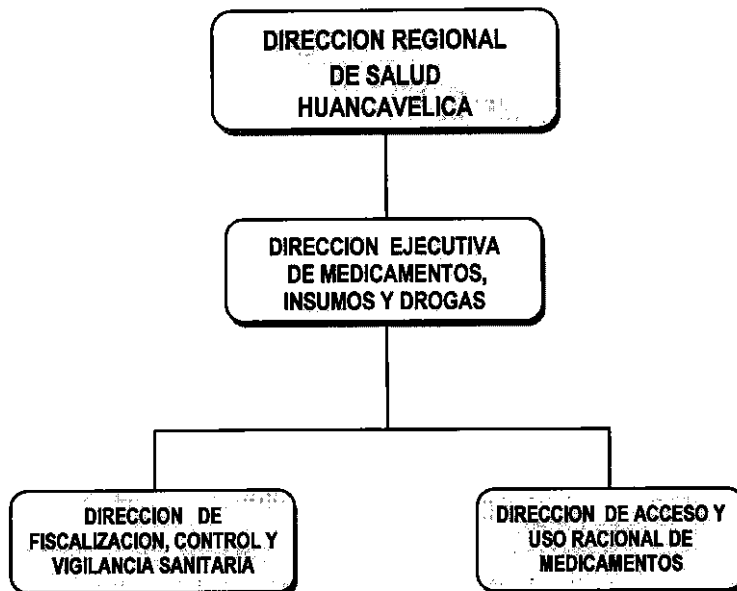 DIRECCION REGIONAL
DE SALUD
HUANCAVELICA
DIRECCION EJECUTIVA
DE MEDICAMENTOS,
INSUMOS Y DROGAS
DIRECCION DE
FISCALIZACION, CONTROL Y
VIGILANCIA SANITARIA
DIRECCION DE ACCESO Y
USO RACIONAL DE
MEDICAMENTOS